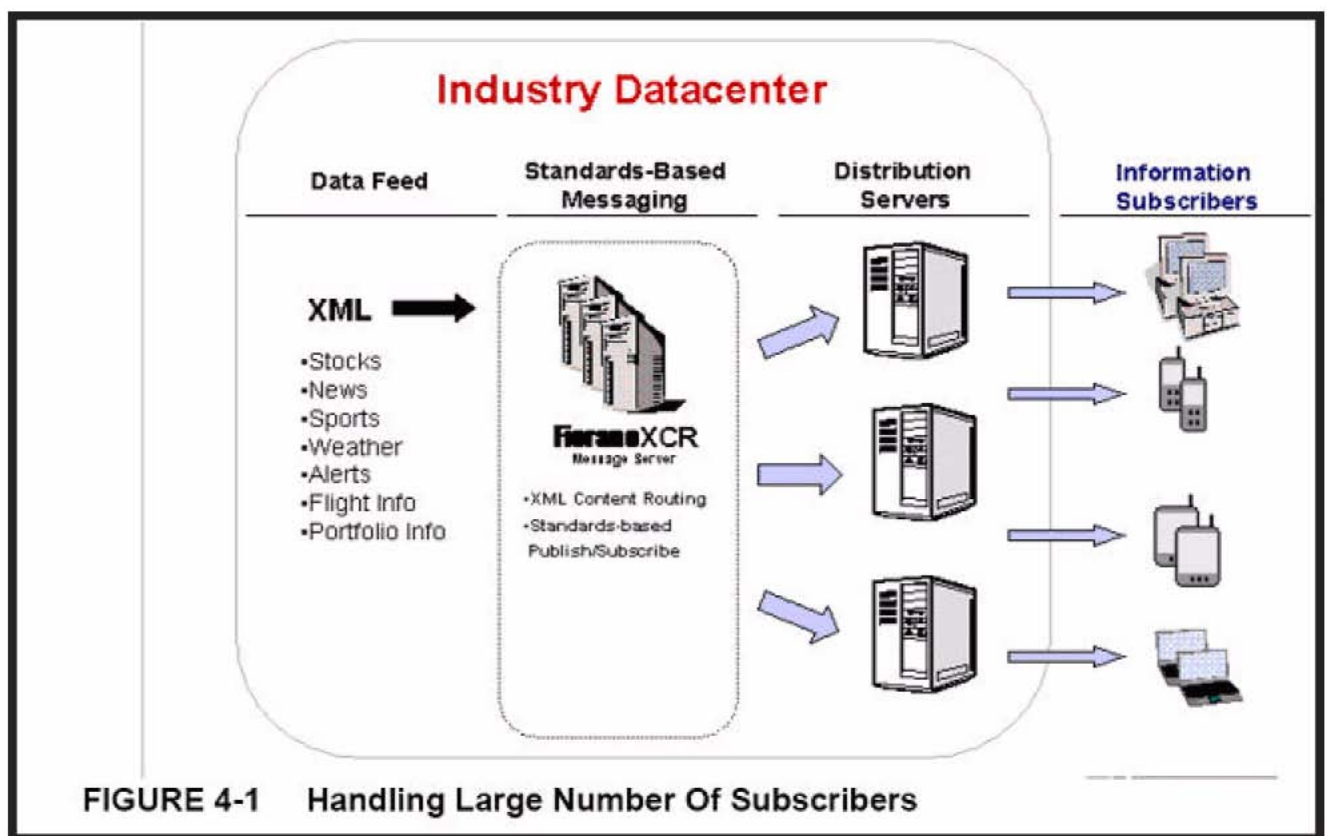 Industry Datacenter
Data Feed
Standards-Based
Messaging
Distribution
Servers
Information
Subscribers
XML
•Stocks
•News
•Sports
•Weather
•Alerts
•Flight Info
•Portfolio Info
FioranoXCR
Message Server
•XML Content Routing
•Standards-based
Publish/Subscribe
FIGURE 4-1 Handling Large Number Of Subscribers